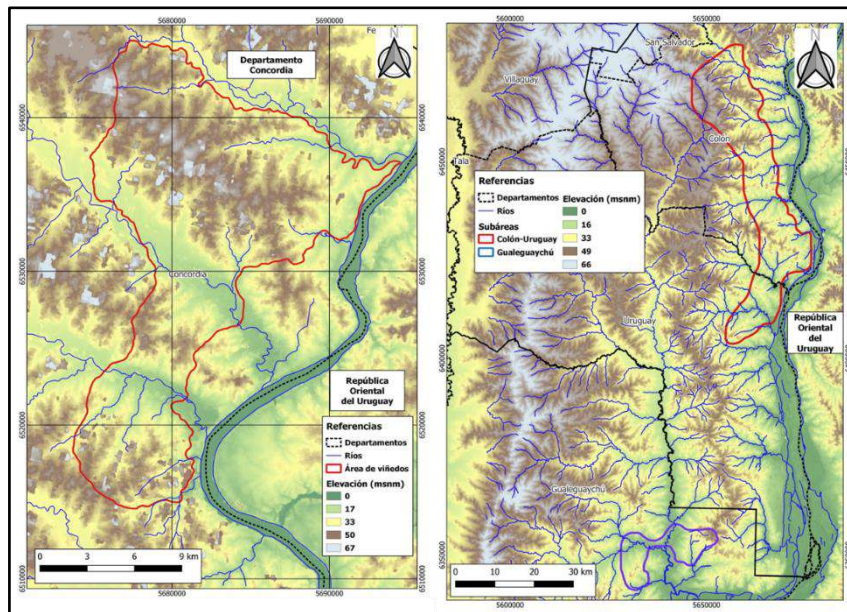 5680000
5690000
Fe
Departamento
Concordia
6540000
6530000
Concordia
República
Oriental
del Uruguay
6520000
6510000
Referencias
Departamentos
Ríos
Área de viñedos
Elevación (msnm)
0
17
33
50
67
0 3 6 9 km
5680000
5690000
5600000
5650000
San Salvador
Villaguay
Colón
Tala
6450000
Referencias
Departamentos
Ríos
Subáreas
Colón-Uruguay
Gualeguaychú
Elevación (msnm)
0
16
33
49
66
Uruguay
República
Oriental
del
Uruguay
6400000
Gualeguaychú
6350000
0 10 20 30 km
5600000
5650000